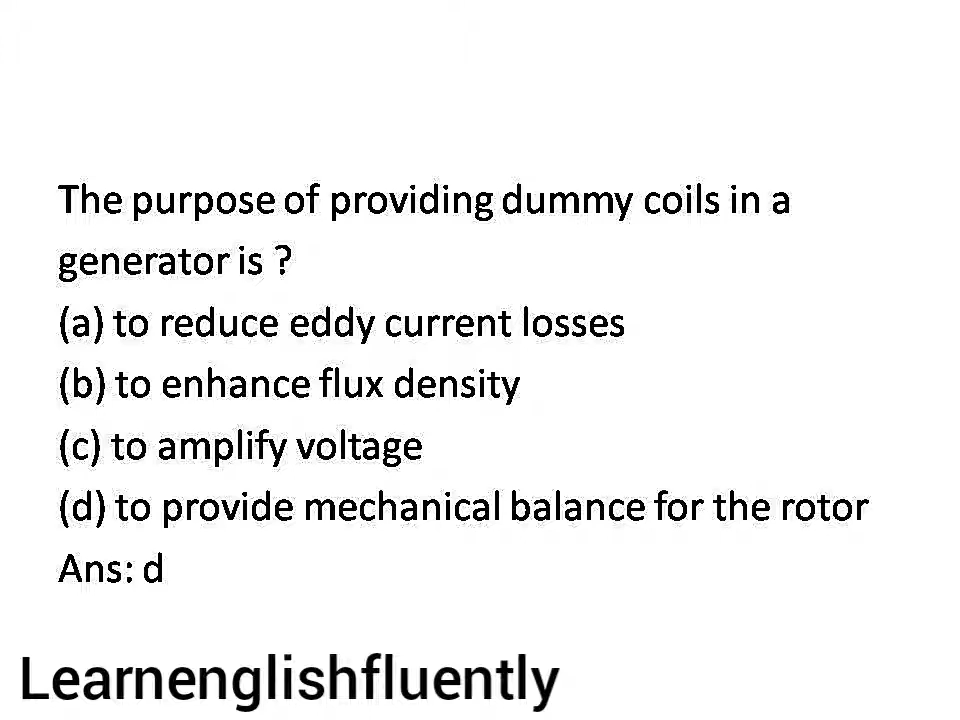 The purpose of providing dummy coils in a
generator is ?
(a) to reduce eddy current losses
(b) to enhance flux density
(c) to amplify voltage
(d) to provide mechanical balance for the rotor
Ans: d
Learnenglishfluently